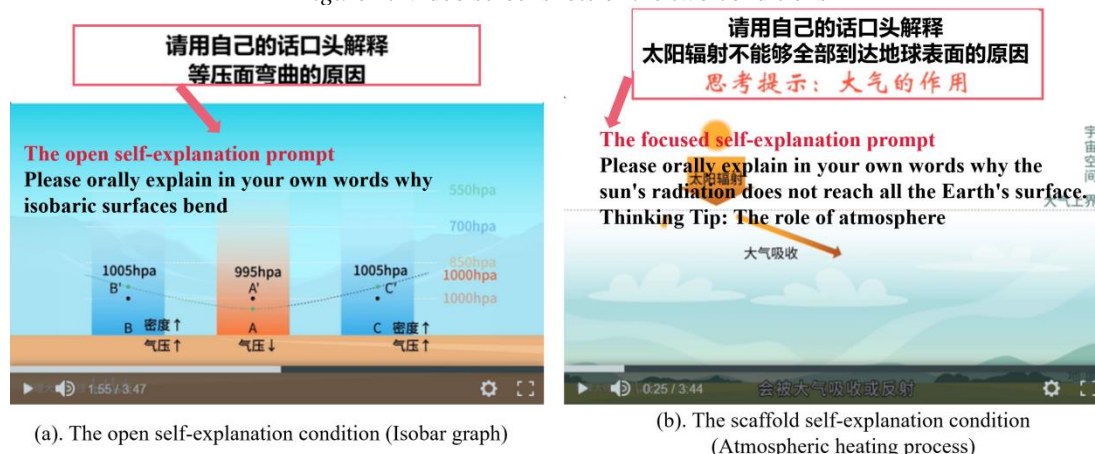 请用自己的话口头解释
等压面弯曲的原因
The open self-explanation prompt
Please orally explain in your own words why
isobaric surfaces bend
550hpa
700hpa
850hpa
1000hpa
1000hpa
1005hpa
B'
995hpa
A'
1005hpa
C'
B 密度↑
气压↑
A
气压↓
C 密度↑
气压↑
1:55 / 3:47
(a). The open self-explanation condition (Isobar graph)
请用自己的话口头解释
太阳辐射不能够全部到达地球表面的原因
思考提示：大气的作用
The focused self-explanation prompt
Please orally explain in your own words why the
sun's radiation does not reach all the Earth's surface.
Thinking Tip: The role of atmosphere
太阳辐射
宇宙空间
大气上界
大气吸收
0:25 / 3:44
会被大气吸收或反射
(b). The scaffold self-explanation condition
(Atmospheric heating process)